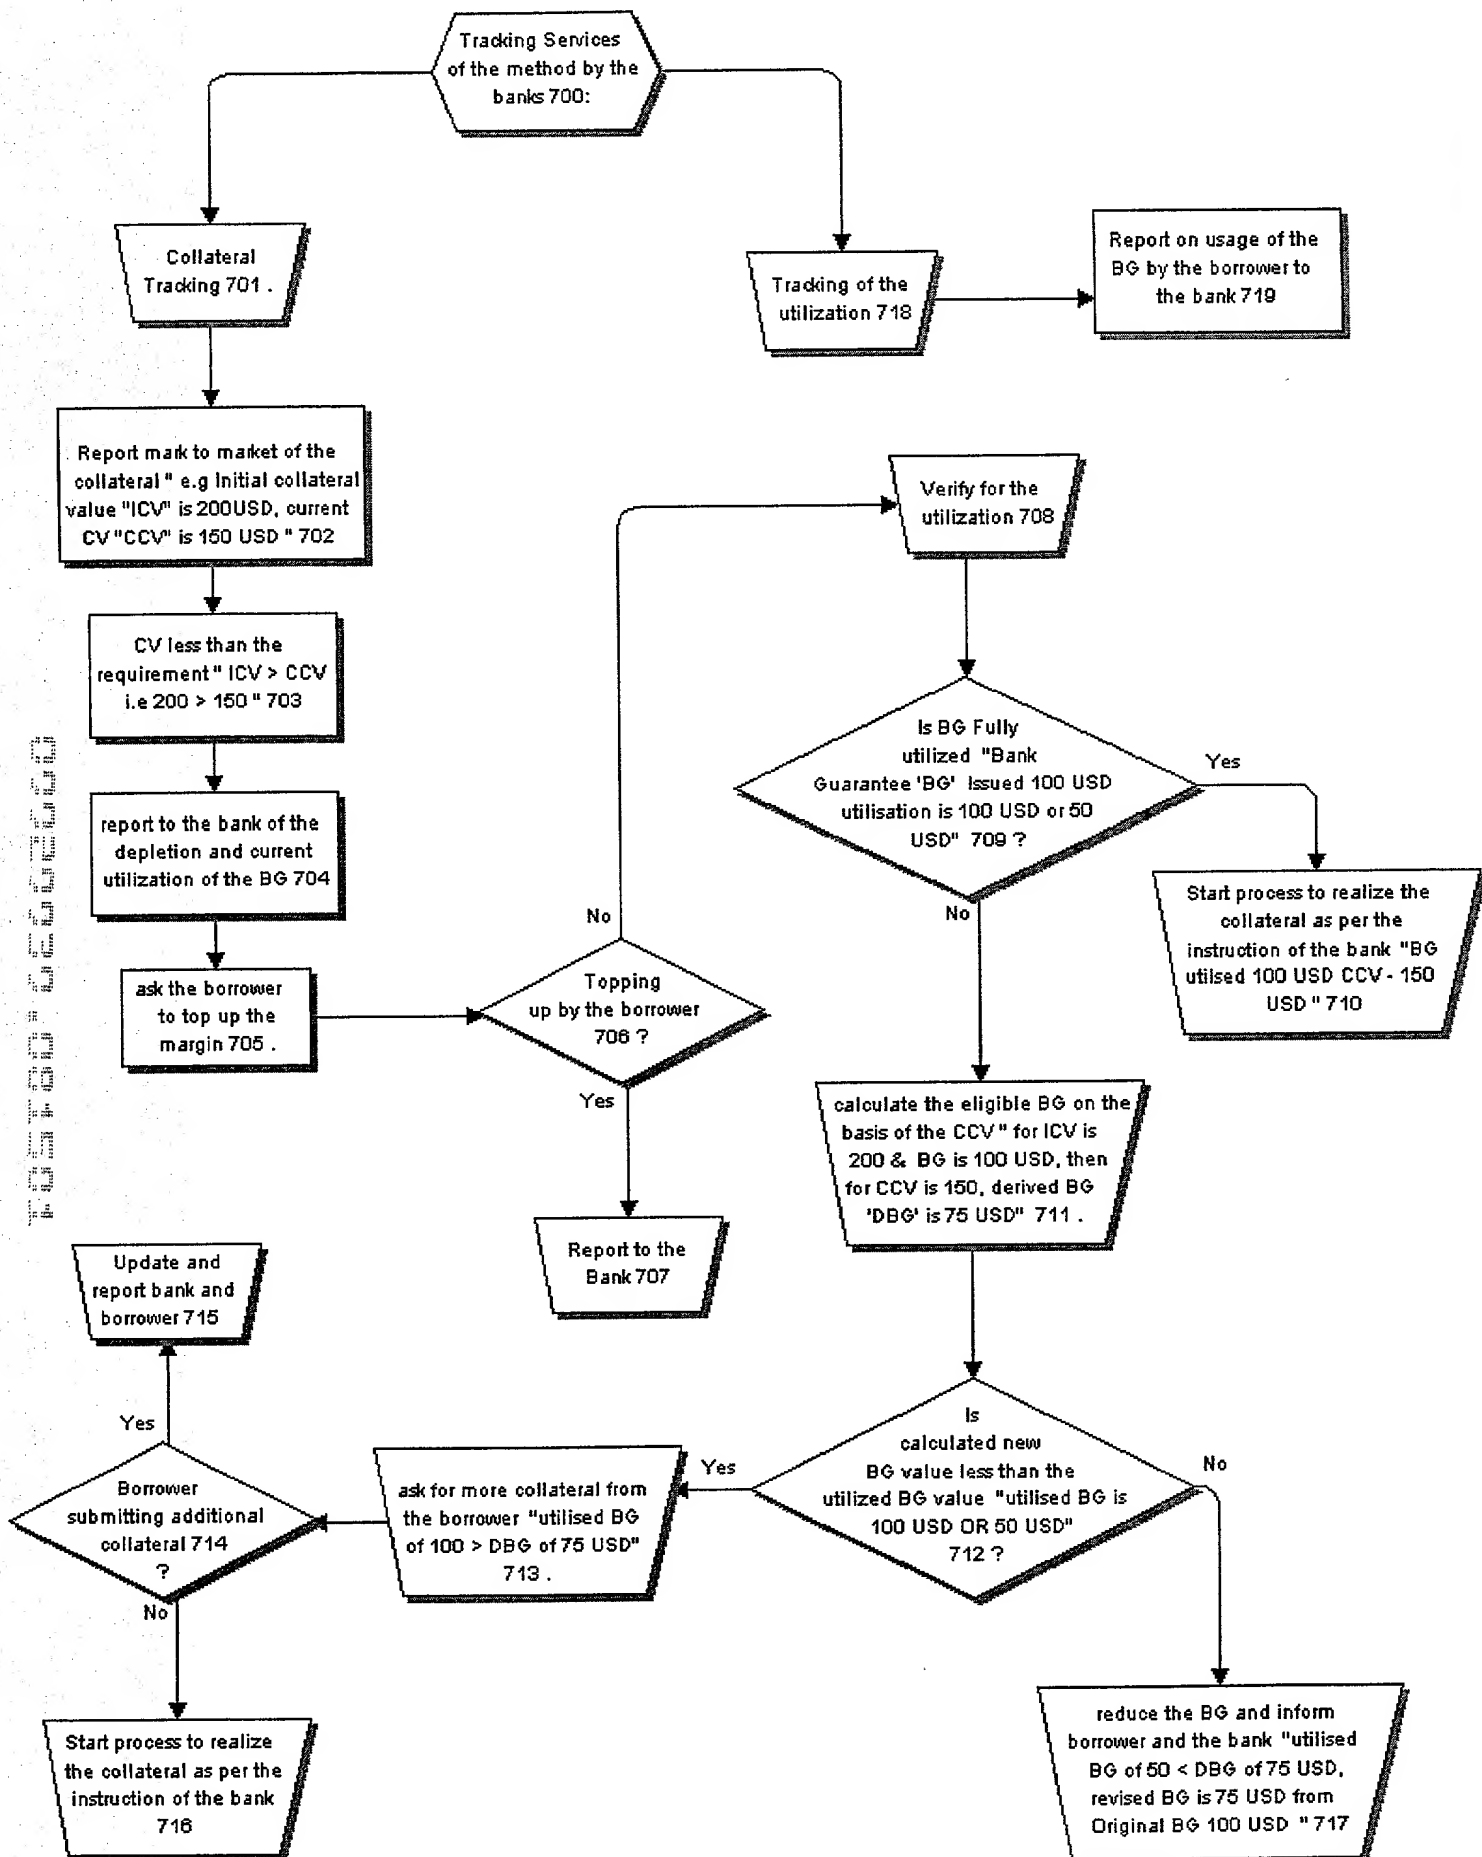 Tracking Services
of the method by the
banks 700:
Collateral
Tracking 701 .
Tracking of the
utilization 718
Report on usage of the
BG by the borrower to
the bank 719
Report mark to market of the
collateral " e.g Initial collateral
value "ICV" is 200USD, current
CV "CCV" is 150 USD " 702
CV less than the
requirement " ICV > CCV
i.e 200 > 150 " 703
report to the bank of the
depletion and current
utilization of the BG 704
ask the borrower
to top up the
margin 705 .
No
Topping
up by the borrower
706 ?
Yes
Report to the
Bank 707
Verify for the
utilization 708
Is BG Fully
utilized "Bank
Guarantee 'BG' Issued 100 USD
utilisation is 100 USD or 50
USD" 709 ?
Yes
No
Start process to realize the
collateral as per the
instruction of the bank "BG
utilsed 100 USD CCV - 150
USD " 710
calculate the eligible BG on the
basis of the CCV " for ICV is
200 & BG is 100 USD, then
for CCV is 150, derived BG
'DBG' is 75 USD" 711 .
Is
calculated new
BG value less than the
utilized BG value "utilised BG is
100 USD OR 50 USD"
712 ?
Yes
No
ask for more collateral from
the borrower "utilised BG
of 100 > DBG of 75 USD"
713 .
Update and
report bank and
borrower 715
Yes
Borrower
submitting additional
collateral 714
?
No
Start process to realize
the collateral as per the
instruction of the bank
716
reduce the BG and inform
borrower and the bank "utilised
BG of 50 < DBG of 75 USD,
revised BG is 75 USD from
Original BG 100 USD " 717